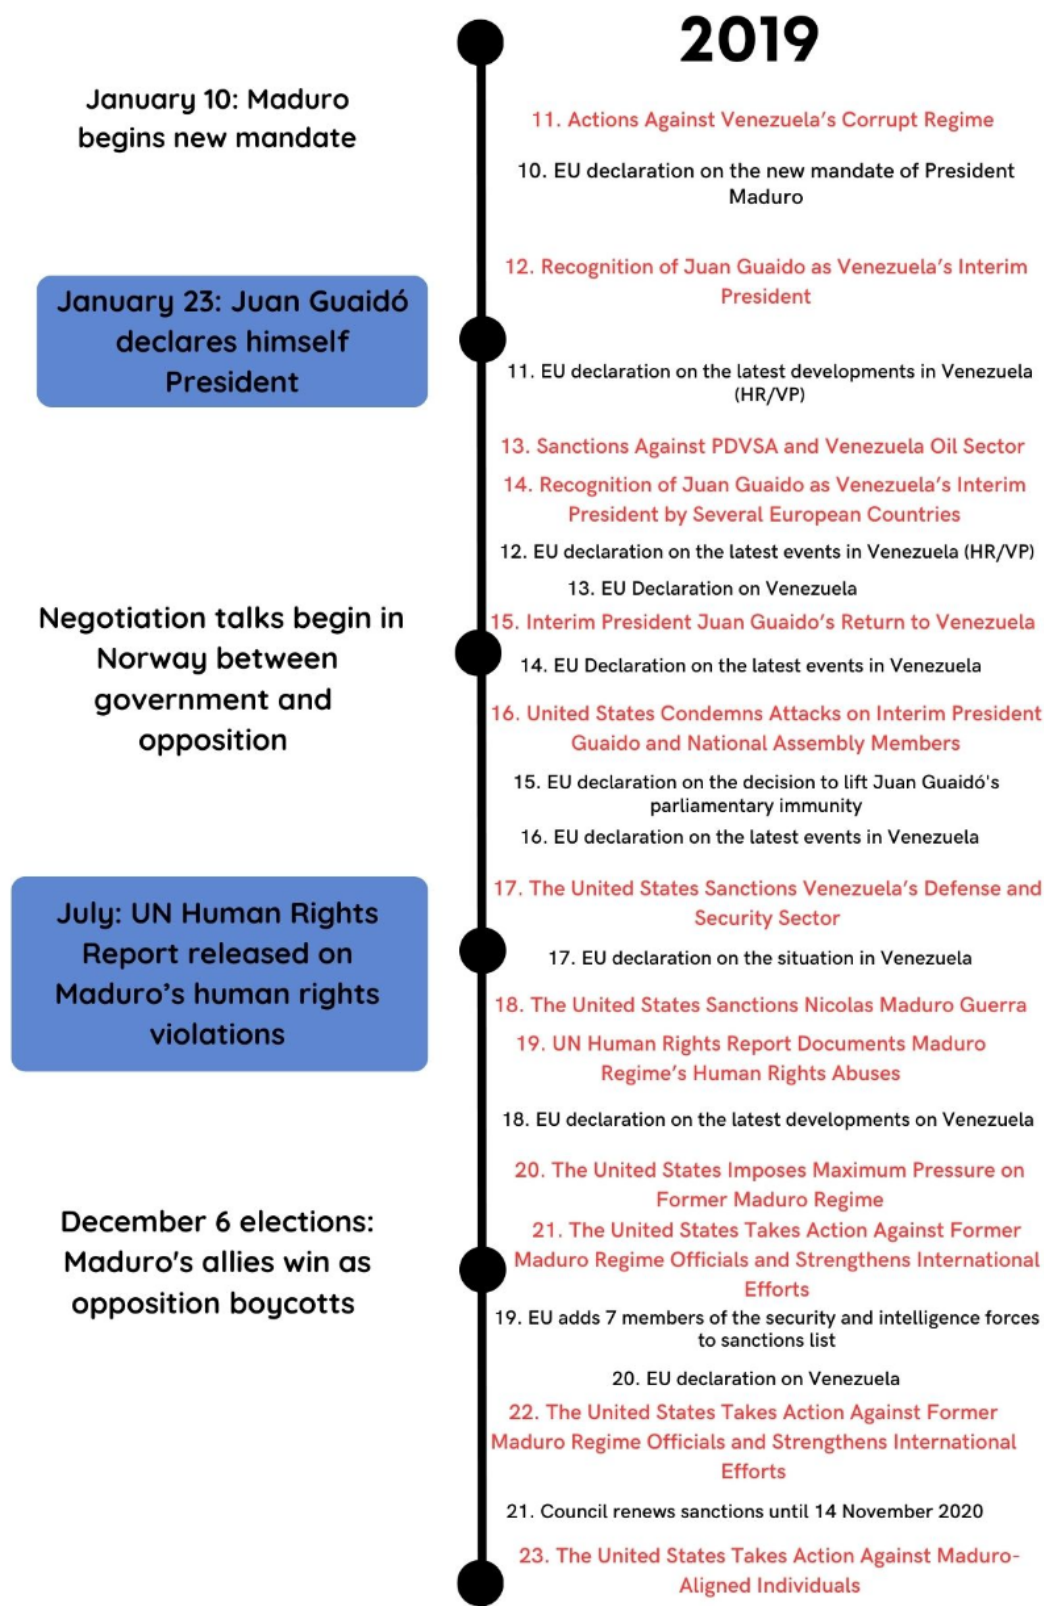 2019
January 10: Maduro
begins new mandate
11. Actions Against Venezuela's Corrupt Regime
10. EU declaration on the new mandate of President
Maduro
12. Recognition of Juan Guaido as Venezuela's Interim
President
January 23: Juan Guaidó
declares himself
President
11. EU declaration on the latest developments in Venezuela
(HR/VP)
13. Sanctions Against PDVSA and Venezuela Oil Sector
14. Recognition of Juan Guaido as Venezuela's Interim
President by Several European Countries
12. EU declaration on the latest events in Venezuela (HR/VP)
13. EU Declaration on Venezuela
Negotiation talks begin in
Norway between
government and
opposition
15. Interim President Juan Guaido's Return to Venezuela
14. EU Declaration on the latest events in Venezuela
16. United States Condemns Attacks on Interim President
Guaido and National Assembly Members
15. EU declaration on the decision to lift Juan Guaidó's
parliamentary immunity
16. EU declaration on the latest events in Venezuela
July: UN Human Rights
Report released on
Maduro's human rights
violations
17. The United States Sanctions Venezuela's Defense and
Security Sector
17. EU declaration on the situation in Venezuela
18. The United States Sanctions Nicolas Maduro Guerra
19. UN Human Rights Report Documents Maduro
Regime's Human Rights Abuses
18. EU declaration on the latest developments on Venezuela
20. The United States Imposes Maximum Pressure on
Former Maduro Regime
December 6 elections:
Maduro's allies win as
opposition boycotts
21. The United States Takes Action Against Former
Maduro Regime Officials and Strengthens International
Efforts
19. EU adds 7 members of the security and intelligence forces
to sanctions list
20. EU declaration on Venezuela
22. The United States Takes Action Against Former
Maduro Regime Officials and Strengthens International
Efforts
21. Council renews sanctions until 14 November 2020
23. The United States Takes Action Against Maduro-
Aligned Individuals